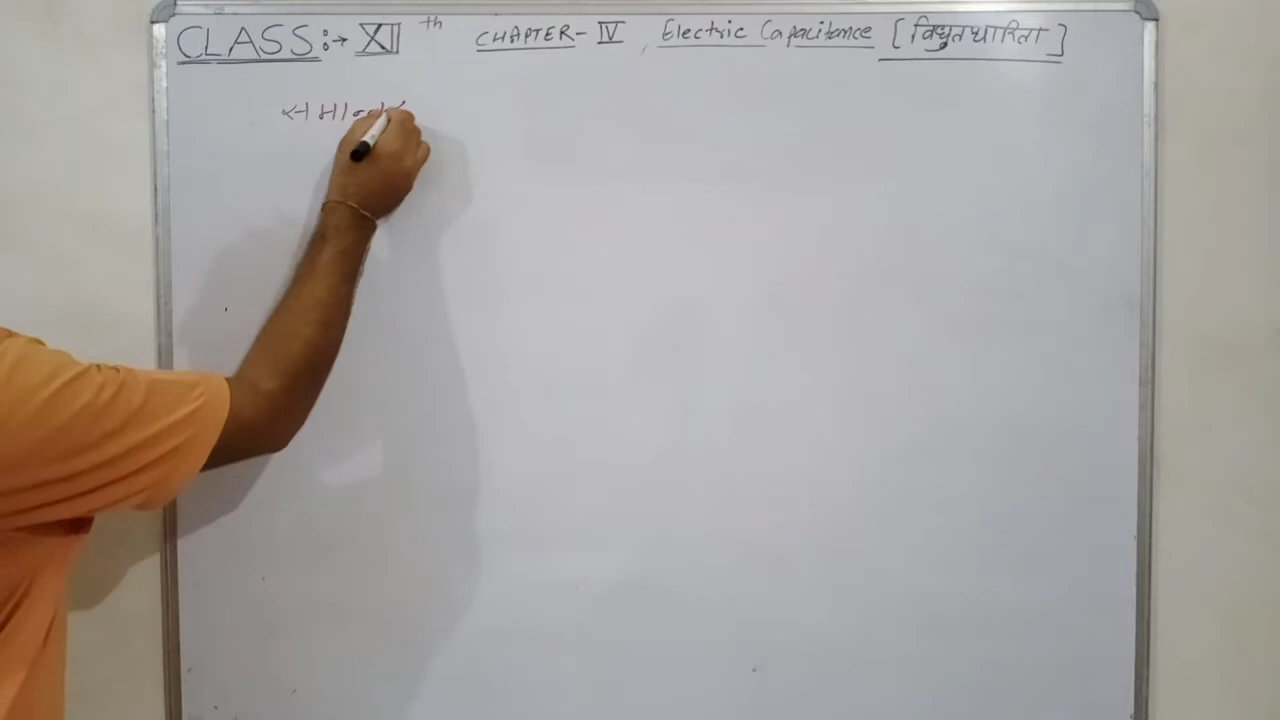 CLASS:→ XII th CHAPTER- IV , Electric Capacitance [विधुतधारिता]